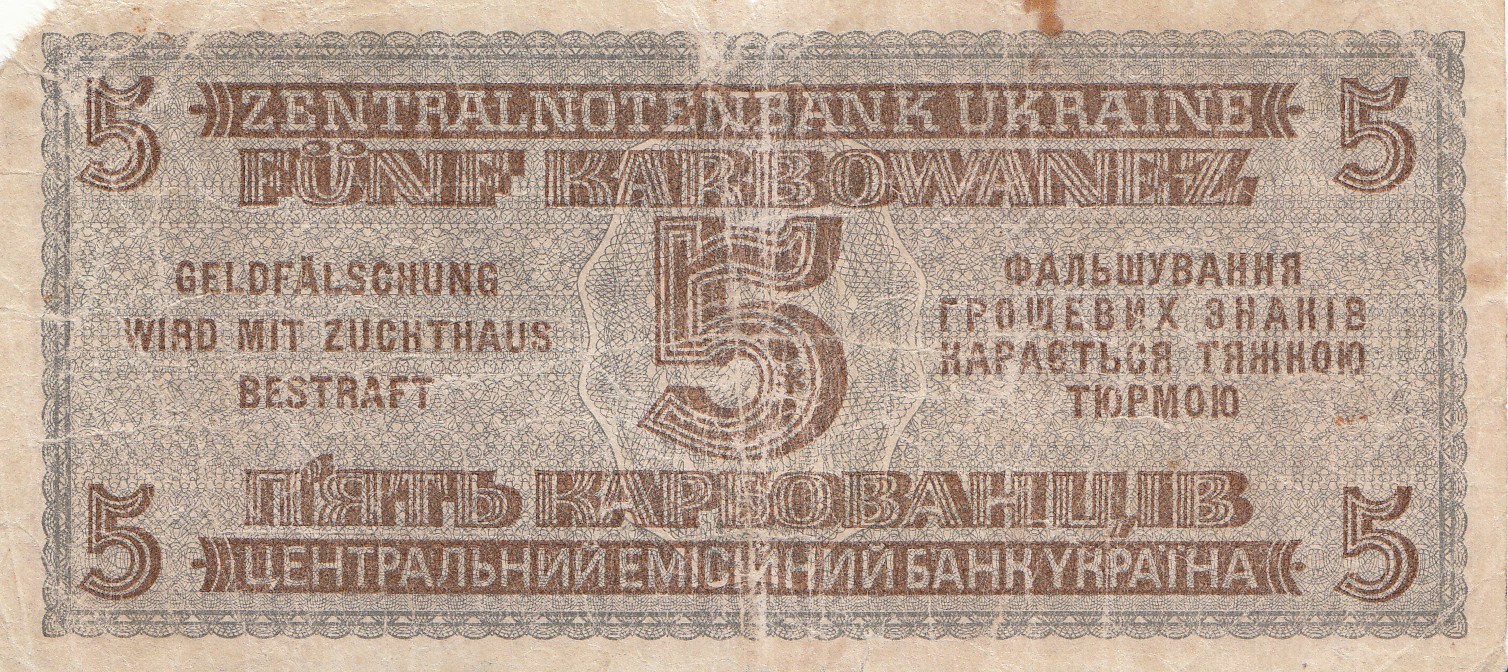 5 ZENTRALNOTENBANK UKRAINE 5
FÜNF KARBOWANEZ
5
GELDFÄLSCHUNG
WIRD MIT ZUCHTHAUS
BESTRAFT
ФАЛЬШУВАННЯ
ГРОШЕВИХ ЗНАКІВ
КАРАЄТЬСЯ ТЯЖКОЮ
ТЮРМОЮ
П'ЯТЬ КАРБОВАНЦІВ
5 ЦЕНТРАЛЬНИЙ ЕМІСІЙНИЙ БАНК УКРАЇНА 5